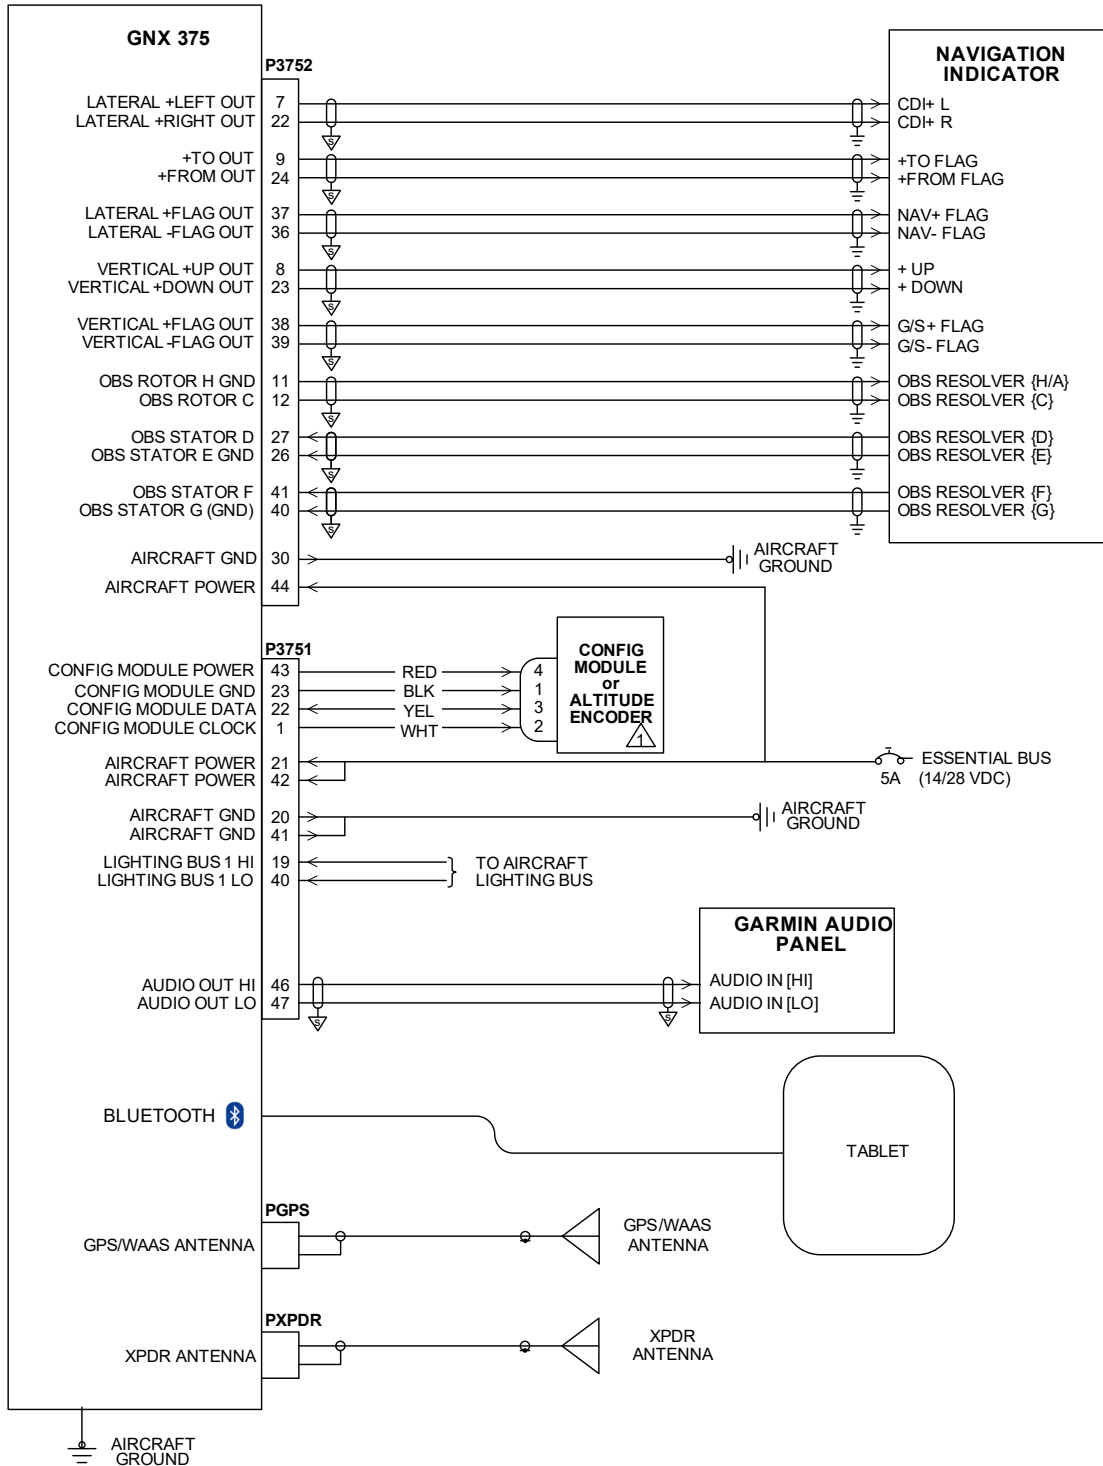 GNX 375
P3752
NAVIGATION
INDICATOR
LATERAL +LEFT OUT 7 CDI+ L
LATERAL +RIGHT OUT 22 CDI+ R
S
+TO OUT 9 +TO FLAG
+FROM OUT 24 +FROM FLAG
S
LATERAL +FLAG OUT 37 NAV+ FLAG
LATERAL -FLAG OUT 36 NAV- FLAG
S
VERTICAL +UP OUT 8 + UP
VERTICAL +DOWN OUT 23 + DOWN
S
VERTICAL +FLAG OUT 38 G/S+ FLAG
VERTICAL -FLAG OUT 39 G/S- FLAG
S
OBS ROTOR H GND 11 OBS RESOLVER {H/A}
OBS ROTOR C 12 OBS RESOLVER {C}
S
OBS STATOR D 27 OBS RESOLVER {D}
OBS STATOR E GND 26 OBS RESOLVER {E}
S
OBS STATOR F 41 OBS RESOLVER {F}
OBS STATOR G (GND) 40 OBS RESOLVER {G}
S
AIRCRAFT GND 30 AIRCRAFT
GROUND
AIRCRAFT POWER 44
P3751
CONFIG
MODULE
or
ALTITUDE
ENCODER
1
CONFIG MODULE POWER 43 RED 4
CONFIG MODULE GND 23 BLK 1
CONFIG MODULE DATA 22 YEL 3
CONFIG MODULE CLOCK 1 WHT 2
AIRCRAFT POWER 21
AIRCRAFT POWER 42
5A
ESSENTIAL BUS
(14/28 VDC)
AIRCRAFT GND 20
AIRCRAFT GND 41
AIRCRAFT
GROUND
LIGHTING BUS 1 HI 19
LIGHTING BUS 1 LO 40
TO AIRCRAFT
LIGHTING BUS
GARMIN AUDIO
PANEL
AUDIO OUT HI 46 AUDIO IN [HI]
AUDIO OUT LO 47 AUDIO IN [LO]
S S
BLUETOOTH
TABLET
PGPS
GPS/WAAS ANTENNA
GPS/WAAS
ANTENNA
PXPDR
XPDR ANTENNA
XPDR
ANTENNA
AIRCRAFT
GROUND